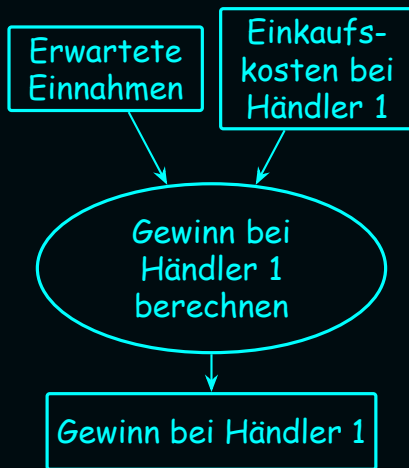 Erwartete
Einnahmen
Einkaufs-
kosten bei
Händler 1
Gewinn bei
Händler 1
berechnen
Gewinn bei Händler 1